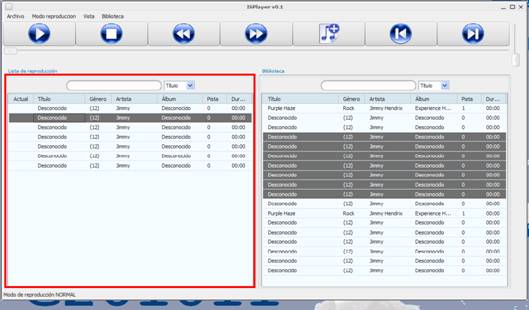 ISPlayer v0.1
Archivo Modo reproduccion Vista Biblioteca
Lista de reproducción
Título
Actual Título Género Artista Álbum Pista Dur...
Desconocido (12) Jimmy Desconocido 0 00:00
Desconocido (12) Jimmy Desconocido 0 00:00
Desconocido (12) Jimmy Desconocido 0 00:00
Desconocido (12) Jimmy Desconocido 0 00:00
Desconocido (12) Jimmy Desconocido 0 00:00
Desconocido (12) Jimmy Desconocido 0 00:00
Desconocido (12) Jimmy Desconocido 0 00:00
Biblioteca
Título
Título Género Artista Álbum Pista Dur...
Purple Haze Rock Jimmy Hendrix Experience H... 1 00:00
Desconocido (12) Jimmy Desconocido 0 00:00
Desconocido (12) Jimmy Desconocido 0 00:00
Desconocido (12) Jimmy Desconocido 0 00:00
Desconocido (12) Jimmy Desconocido 0 00:00
Desconocido (12) Jimmy Desconocido 0 00:00
Desconocido (12) Jimmy Desconocido 0 00:00
Desconocido (12) Jimmy Desconocido 0 00:00
Desconocido (12) Jimmy Desconocido 0 00:00
Desconocido (12) Jimmy Desconocido 0 00:00
Desconocido (12) Jimmy Desconocido 0 00:00
Purple Haze Rock Jimmy Hendrix Experience H... 1 00:00
Desconocido (12) Jimmy Desconocido 0 00:00
Desconocido (12) Jimmy Desconocido 0 00:00
Desconocido (12) Jimmy Desconocido 0 00:00
Desconocido (12) Jimmy Desconocido 0 00:00
Desconocido (12) Jimmy Desconocido 0 00:00
Desconocido (12) Jimmy Desconocido 0 00:00
Modo de reproducción NORMAL